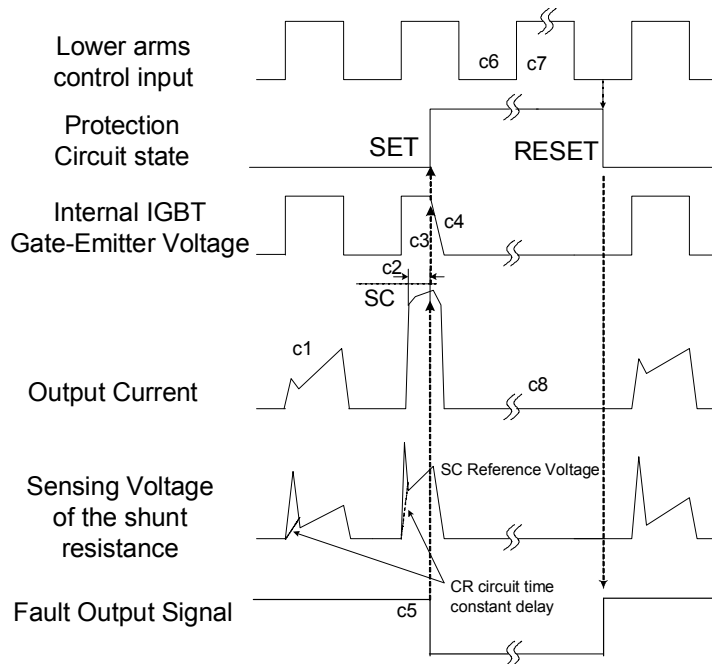 Lower arms
control input
c6
c7
Protection
Circuit state
SET
RESET
Internal IGBT
Gate-Emitter Voltage
c3
c4
c2
SC
c1
Output Current
c8
Sensing Voltage
of the shunt
resistance
SC Reference Voltage
CR circuit time
constant delay
Fault Output Signal
c5